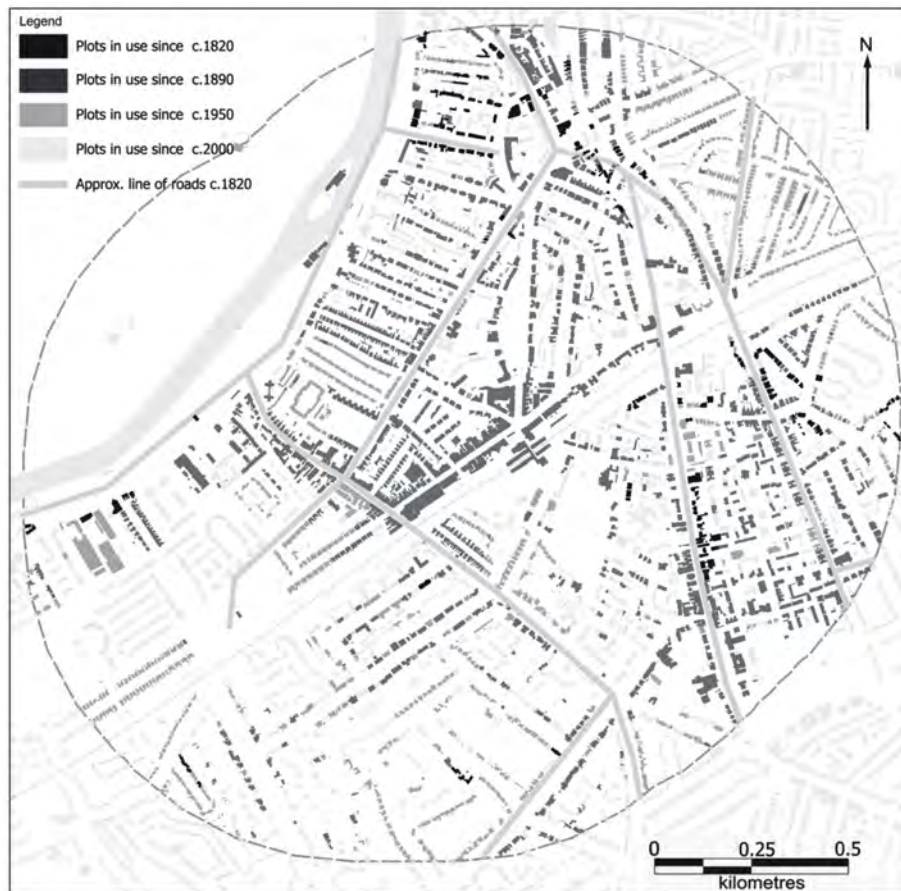 Legend
Plots in use since c.1820
Plots in use since c.1890
Plots in use since c.1950
Plots in use since c.2000
Approx. line of roads c.1820
N
0 0.25 0.5
kilometres